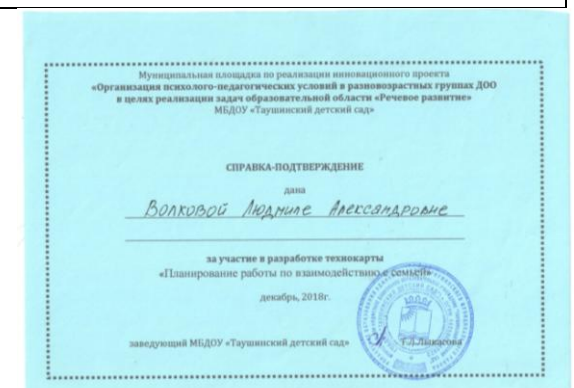 Муниципальная площадка по реализации инновационного проекта
«Организация психолого-педагогических условий в разновозрастных группах ДОО
в целях реализации задач образовательной области «Речевое развитие»
МБДОУ «Таушинский детский сад»
СПРАВКА-ПОДТВЕРЖДЕНИЕ
дана
Волковой Людмиле Александровне
за участие в разработке технокарты
«Планирование работы по взаимодействию с семьей»
декабрь, 2018г.
заведующий МБДОУ «Таушинский детский сад»